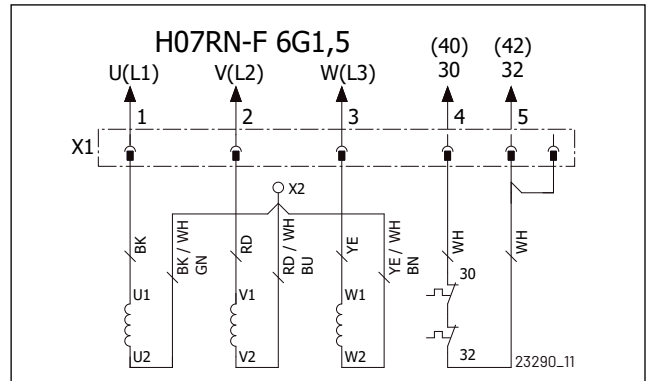 H07RN-F 6G1,5
(40) (42)
U(L1) V(L2) W(L3) 30 32
1 2 3 4 5
X1
X2
BK
BK / WH
GN
RD
RD / WH
BU
YE
YE / WH
BN
WH
WH
U1 V1 W1 30
U2 V2 W2 32
23290_11